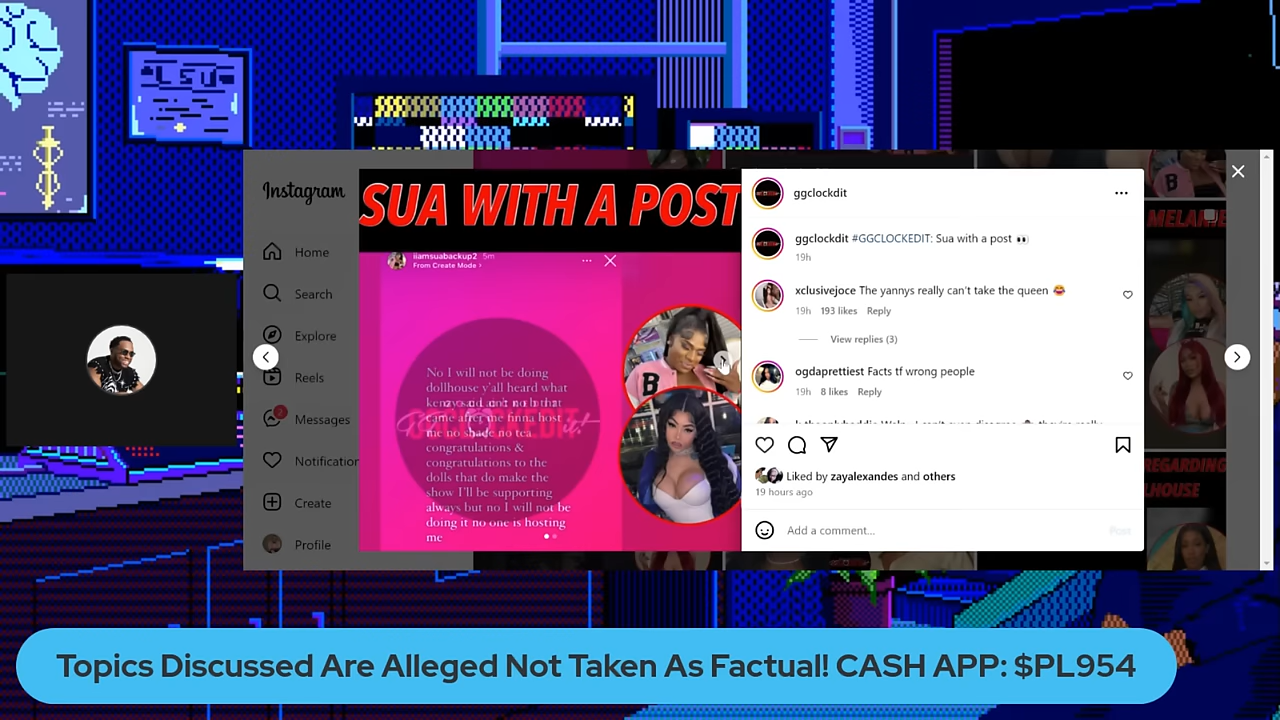 Instagram
Home
Search
Explore
Reels
2
Messages
Notification
Create
Profile
SUA WITH A POST
iiamsuabackup2 5m
From Create Mode ›
No I will not be doing
dollhouse y'all heard what
me no shade no tea
congratulations &
congratulations to the
dolls that do make the
show I'll be supporting
always but no I will not be
doing it no one is hosting
me
B
ggclockdit
ggclockdit #GGCLOCKEDIT: Sua with a post 👀
19h
xclusivejoce The yannys really can't take the queen 😂
19h 193 likes Reply
View replies (3)
ogdaprettiest Facts tf wrong people
19h 8 likes Reply
Liked by zayalexandes and others
19 hours ago
Add a comment...
Post
MELANIE
REGARDING
LHOUSE
Topics Discussed Are Alleged Not Taken As Factual! CASH APP: $PL954